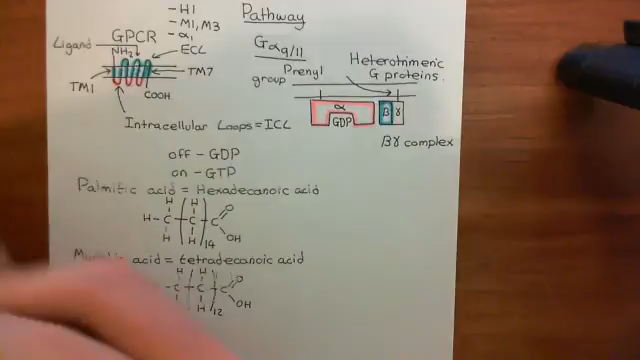 Pathway
- H1
- M1, M3
- α1
GPCR
Ligand
NH2
ECL
TM1
TM7
COOH
Intracellular Loops = ICL
Gαq/11
Prenyl group
Heterotrimeric
G proteins.
α
GDP
β
γ
βγ complex
off - GDP
on - GTP
Palmitic acid = Hexadecanoic acid
H H
H - C C C O
H H OH
14
acid = tetradecanoic acid
H H
C C C O
H OH
12